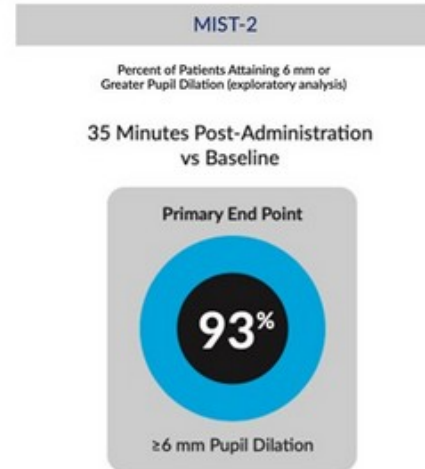 MIST-2
Percent of Patients Attaining 6 mm or
Greater Pupil Dilation (exploratory analysis)
35 Minutes Post-Administration
vs Baseline
Primary End Point
93%
≥6 mm Pupil Dilation